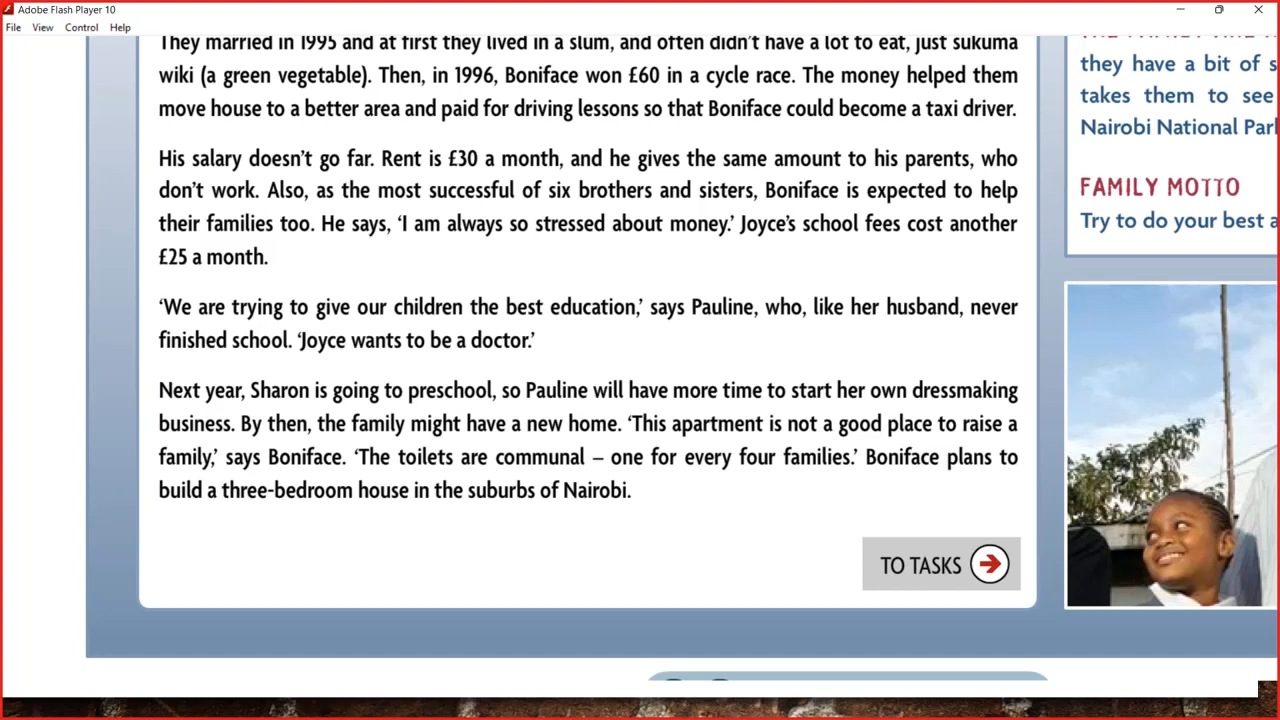 Adobe Flash Player 10
File View Control Help
They married in 1995 and at first they lived in a slum, and often didn't have a lot to eat, just sukuma
wiki (a green vegetable). Then, in 1996, Boniface won £60 in a cycle race. The money helped them
move house to a better area and paid for driving lessons so that Boniface could become a taxi driver.
His salary doesn't go far. Rent is £30 a month, and he gives the same amount to his parents, who
don't work. Also, as the most successful of six brothers and sisters, Boniface is expected to help
their families too. He says, ‘I am always so stressed about money.’ Joyce's school fees cost another
£25 a month.
‘We are trying to give our children the best education,’ says Pauline, who, like her husband, never
finished school. ‘Joyce wants to be a doctor.’
Next year, Sharon is going to preschool, so Pauline will have more time to start her own dressmaking
business. By then, the family might have a new home. ‘This apartment is not a good place to raise a
family,’ says Boniface. ‘The toilets are communal – one for every four families.’ Boniface plans to
build a three-bedroom house in the suburbs of Nairobi.
TO TASKS
they have a bit of
takes them to see
Nairobi National
FAMILY MOTTO
Try to do your best